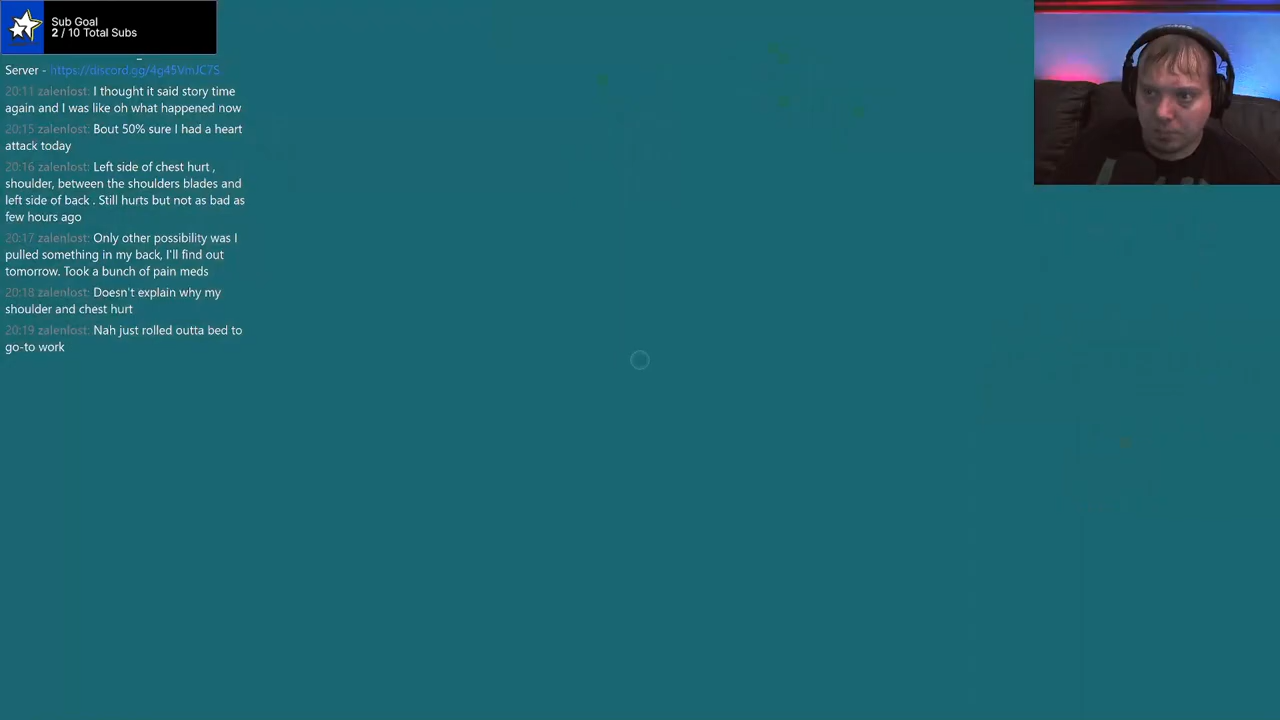 Sub Goal
2 / 10 Total Subs
Server - https://discord.gg/4g45VmJC7S
20:11 zalenlost: I thought it said story time
again and I was like oh what happened now
20:15 zalenlost: Bout 50% sure I had a heart
attack today
20:16 zalenlost: Left side of chest hurt ,
shoulder, between the shoulders blades and
left side of back . Still hurts but not as bad as
few hours ago
20:17 zalenlost: Only other possibility was I
pulled something in my back, I'll find out
tomorrow. Took a bunch of pain meds
20:18 zalenlost: Doesn't explain why my
shoulder and chest hurt
20:19 zalenlost: Nah just rolled outta bed to
go-to work